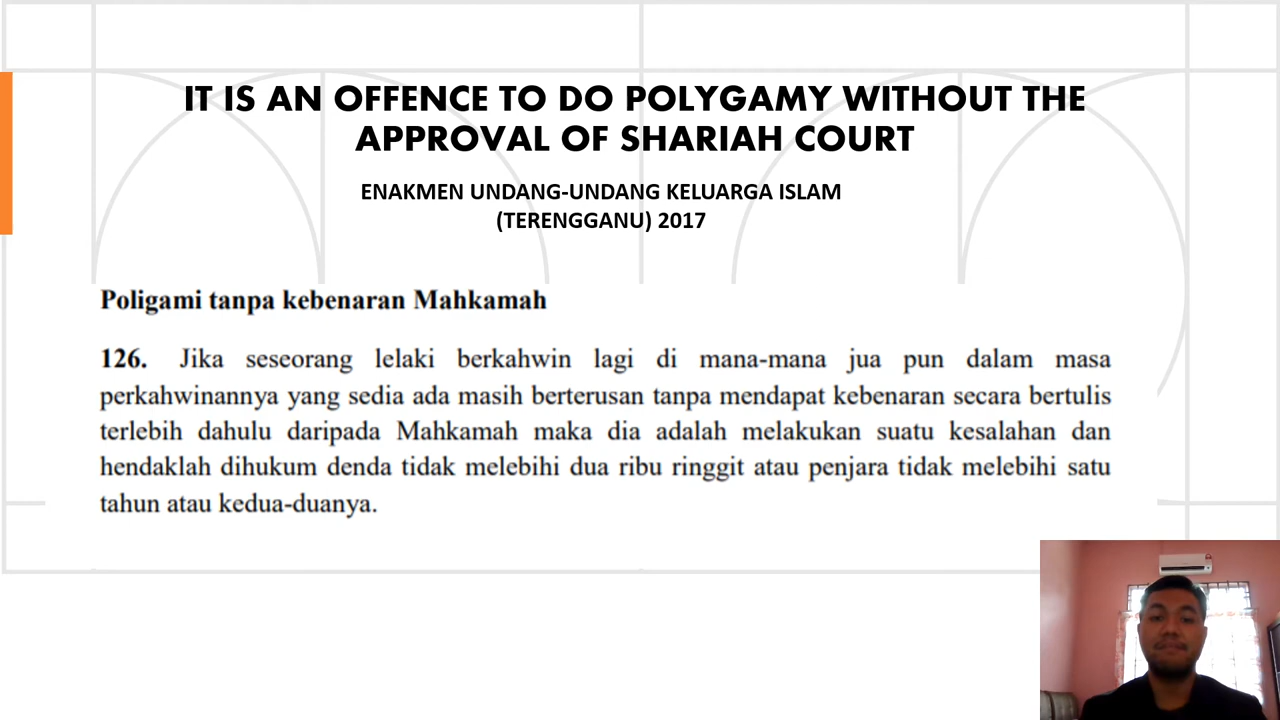 IT IS AN OFFENCE TO DO POLYGAMY WITHOUT THE
APPROVAL OF SHARIAH COURT
ENAKMEN UNDANG-UNDANG KELUARGA ISLAM
(TERENGGANU) 2017
Poligami tanpa kebenaran Mahkamah
126. Jika seseorang lelaki berkahwin lagi di mana-mana jua pun dalam masa
perkahwinannya yang sedia ada masih berterusan tanpa mendapat kebenaran secara bertulis
terlebih dahulu daripada Mahkamah maka dia adalah melakukan suatu kesalahan dan
hendaklah dihukum denda tidak melebihi dua ribu ringgit atau penjara tidak melebihi satu
tahun atau kedua-duanya.